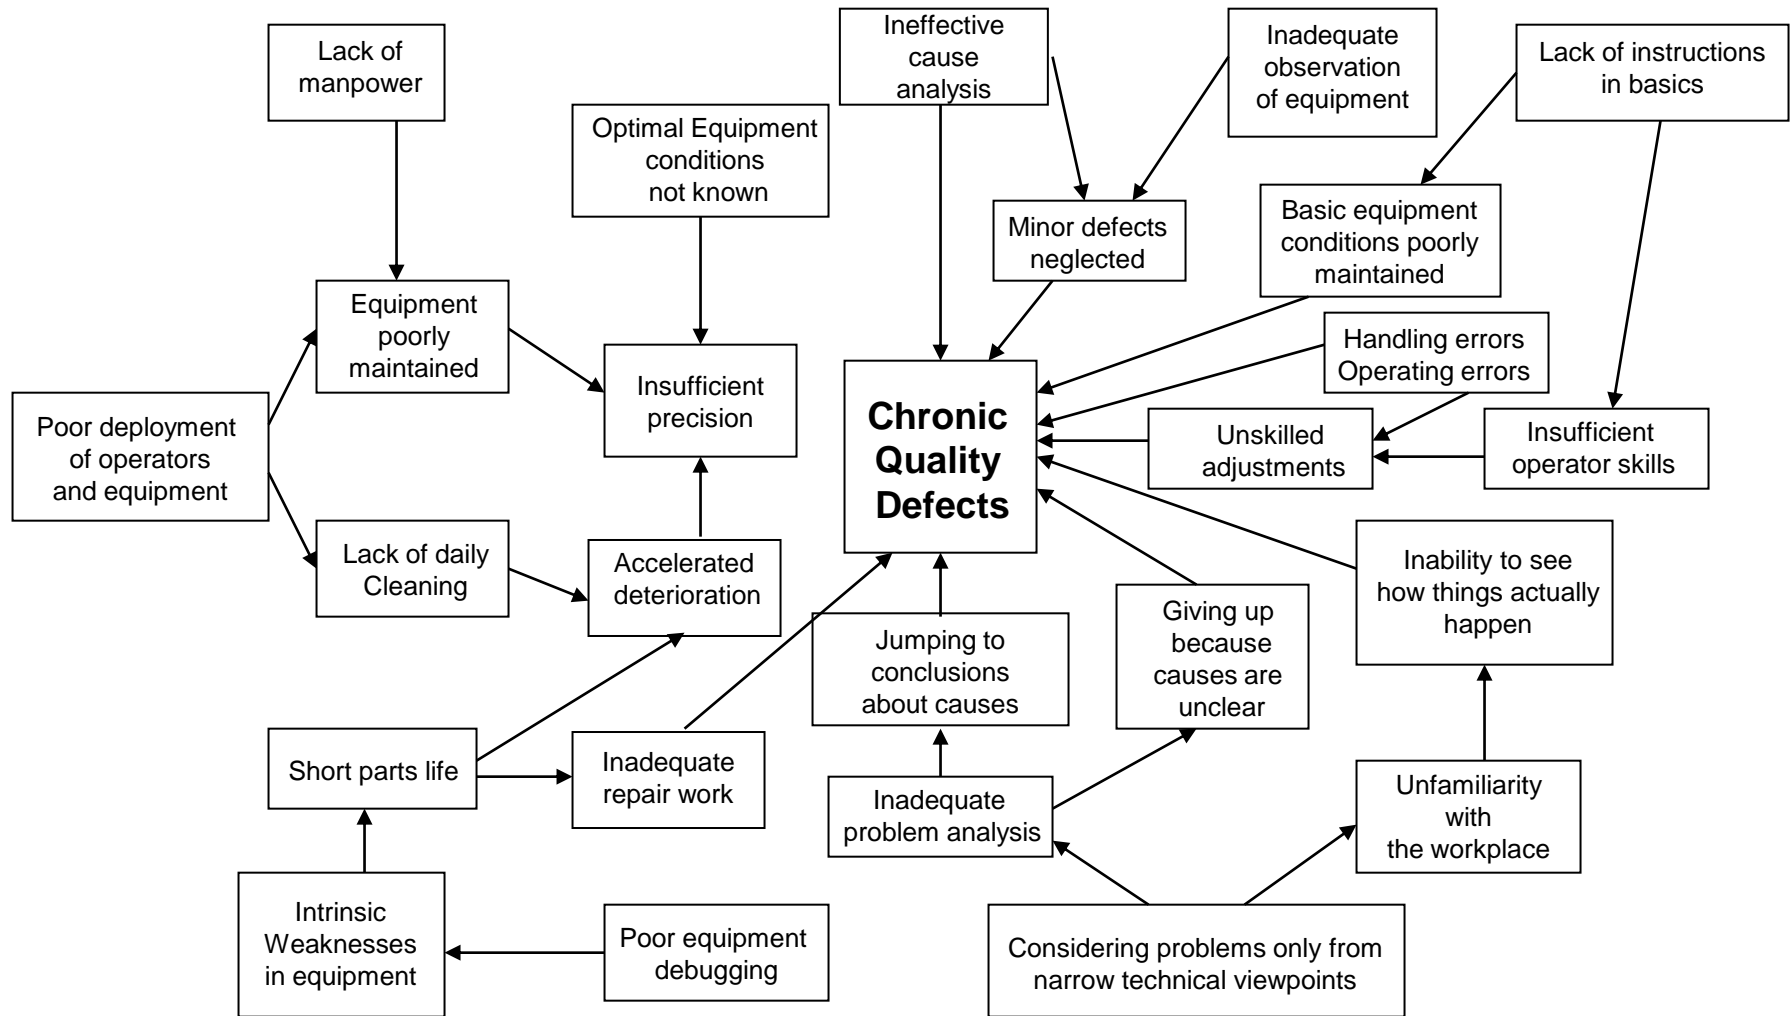 Lack of
manpower
Ineffective
cause
analysis
Inadequate
observation
of equipment
Lack of instructions
in basics
Optimal Equipment
conditions
not known
Minor defects
neglected
Basic equipment
conditions poorly
maintained
Equipment
poorly
maintained
Insufficient
precision
Handling errors
Operating errors
Poor deployment
of operators
and equipment
Chronic
Quality
Defects
Unskilled
adjustments
Insufficient
operator skills
Lack of daily
Cleaning
Accelerated
deterioration
Inability to see
how things actually
happen
Giving up
because
causes are
unclear
Jumping to
conclusions
about causes
Short parts life
Inadequate
repair work
Inadequate
problem analysis
Unfamiliarity
with
the workplace
Intrinsic
Weaknesses
in equipment
Poor equipment
debugging
Considering problems only from
narrow technical viewpoints